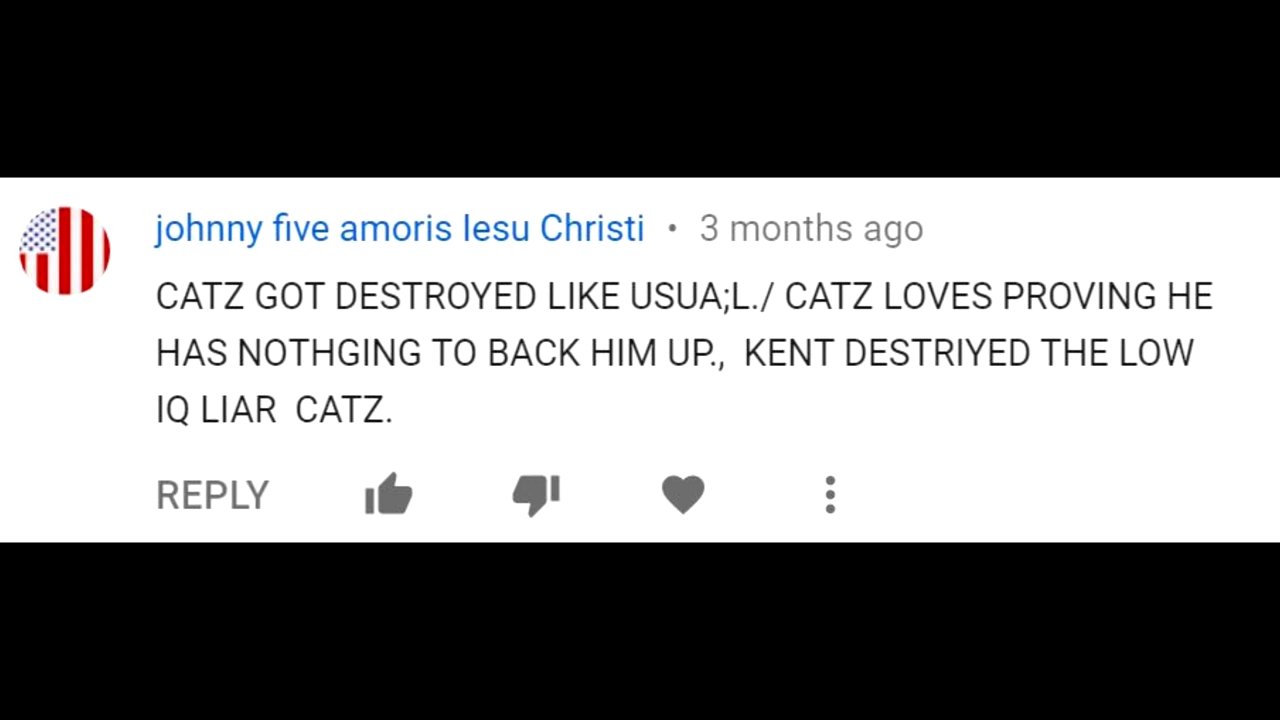 johnny five amoris Iesu Christi • 3 months ago
CATZ GOT DESTROYED LIKE USUA;L./ CATZ LOVES PROVING HE
HAS NOTHGING TO BACK HIM UP.,  KENT DESTRIYED THE LOW
IQ LIAR  CATZ.
REPLY